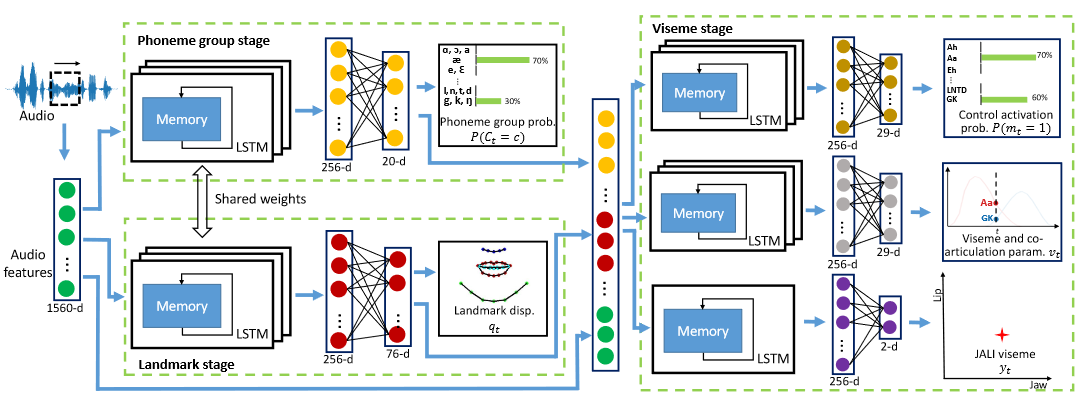 Audio
Audio
features
1560-d
Phoneme group stage
Memory
LSTM
256-d
20-d
ɑ, ɔ, a
æ
e, ɛ
⋮
l, n, t, d
g, k, ŋ
70%
30%
Phoneme group prob.
P(C_t = c)
Shared weights
Landmark stage
Memory
LSTM
256-d
76-d
Landmark disp.
q_t
Viseme stage
Memory
LSTM
256-d
29-d
Ah
Aa
Eh
⋮
LNTD
GK
70%
60%
Control activation
prob. P(m_t = 1)
Memory
LSTM
256-d
29-d
Aa
GK
t
Viseme and co-
articulation param. v_t
Memory
LSTM
256-d
2-d
Lip
JALI viseme
y_t
Jaw